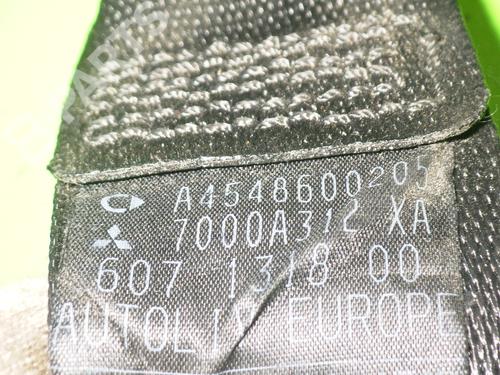 A4548600205
7000A312 XA
607 1318 00
AUTOLIV EUROPE